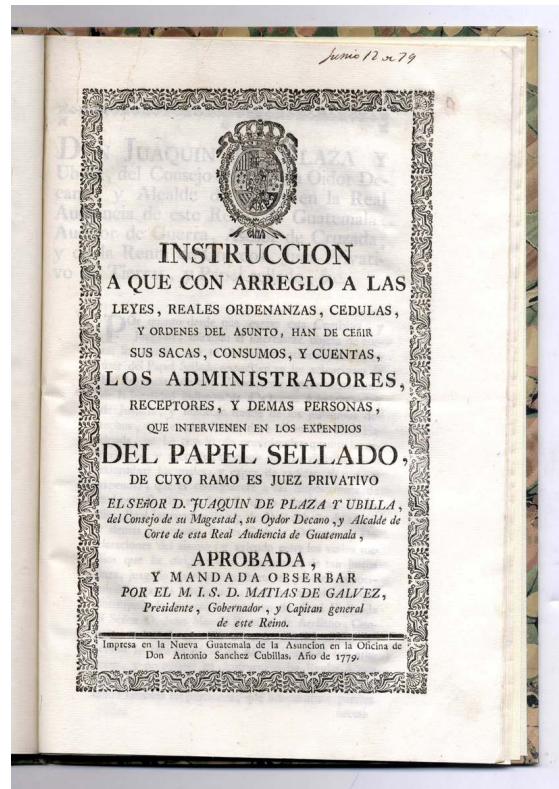 Junio 12 de 79
INSTRUCCION
A QUE CON ARREGLO A LAS
LEYES, REALES ORDENANZAS, CEDULAS,
Y ORDENES DEL ASUNTO, HAN DE CEñIR
SUS SACAS, CONSUMOS, Y CUENTAS,
LOS ADMINISTRADORES,
RECEPTORES, Y DEMAS PERSONAS,
QUE INTERVIENEN EN LOS EXPENDIOS
DEL PAPEL SELLADO,
DE CUYO RAMO ES JUEZ PRIVATIVO
EL SEñOR D. JUAQUIN DE PLAZA Y UBILLA,
del Consejo de su Magestad, su Oydor Decano, y Alcalde de
Corte de esta Real Audiencia de Guatemala,
APROBADA,
Y MANDADA OBSERBAR
POR EL M. I. S. D. MATIAS DE GALVEZ,
Presidente, Gobernador, y Capitan general
de este Reino.
Impresa en la Nueva Guatemala de la Asuncion en la Oficina de
Don Antonio Sanchez Cubillas. Año de 1779.